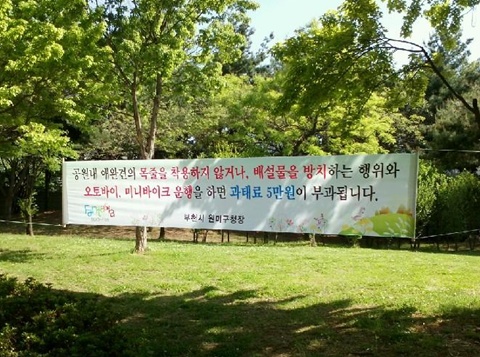 공원내 애완견의 목줄을 착용하지 않거나, 배설물을 방치하는 행위와
오토바이, 미니바이크 운행을 하면 과태료 5만원이 부과됩니다.
부천시 원미구청장